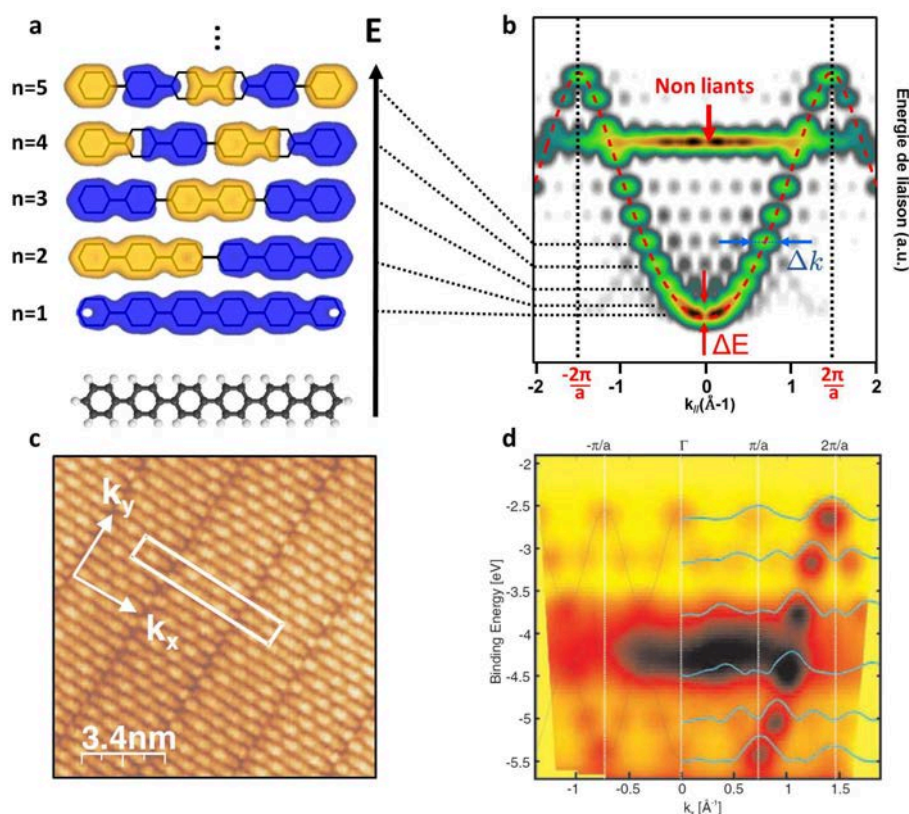 a
⋮
E
n=5
n=4
n=3
n=2
n=1
b
Non liants
Δk
ΔE
Energie de liaison (a.u.)
-2 -1 0 1 2
-2π/a 2π/a
k//(Å-1)
c
ky
kx
3.4nm
d
-π/a Γ π/a 2π/a
-2
-2.5
-3
-3.5
-4
-4.5
-5
-5.5
Binding Energy [eV]
-1 -0.5 0 0.5 1 1.5
kx [Å⁻¹]